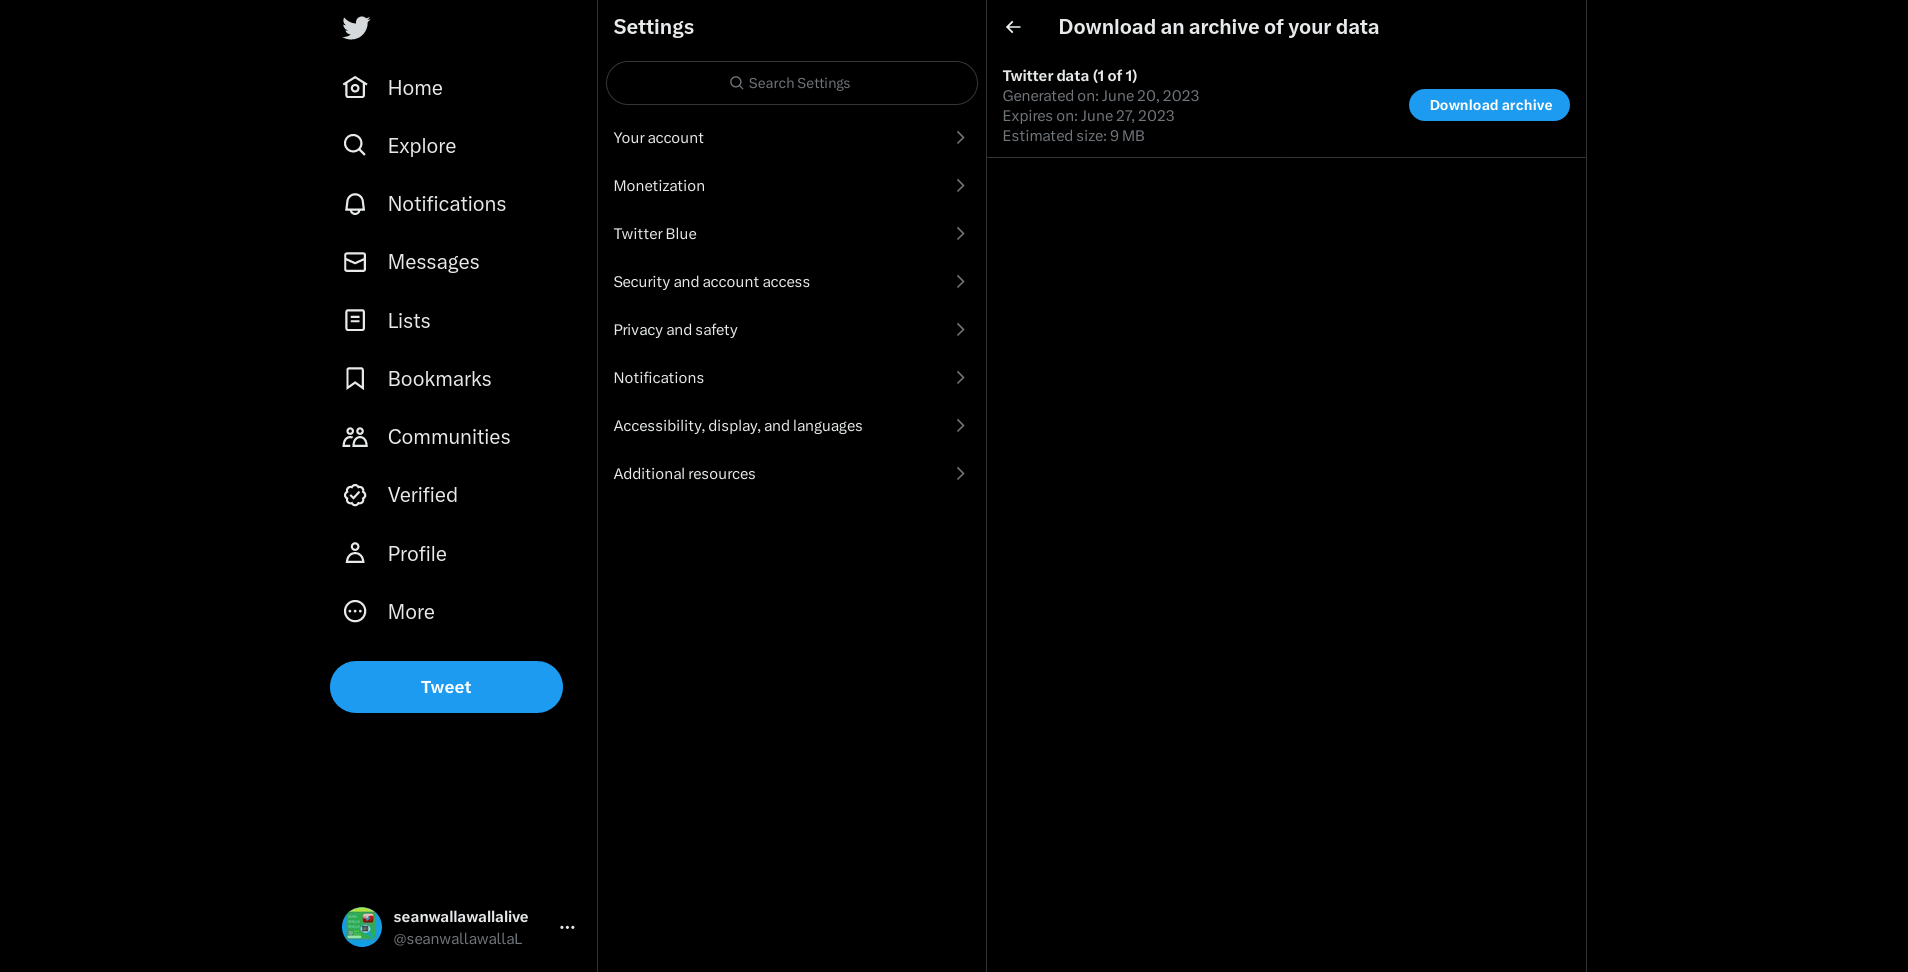 Home
Explore
Notifications
Messages
Lists
Bookmarks
Communities
Verified
Profile
More
Tweet
seanwallawallalive
@seanwallawallaL
Settings
Search Settings
Your account
Monetization
Twitter Blue
Security and account access
Privacy and safety
Notifications
Accessibility, display, and languages
Additional resources
Download an archive of your data
Twitter data (1 of 1)
Generated on: June 20, 2023
Expires on: June 27, 2023
Estimated size: 9 MB
Download archive